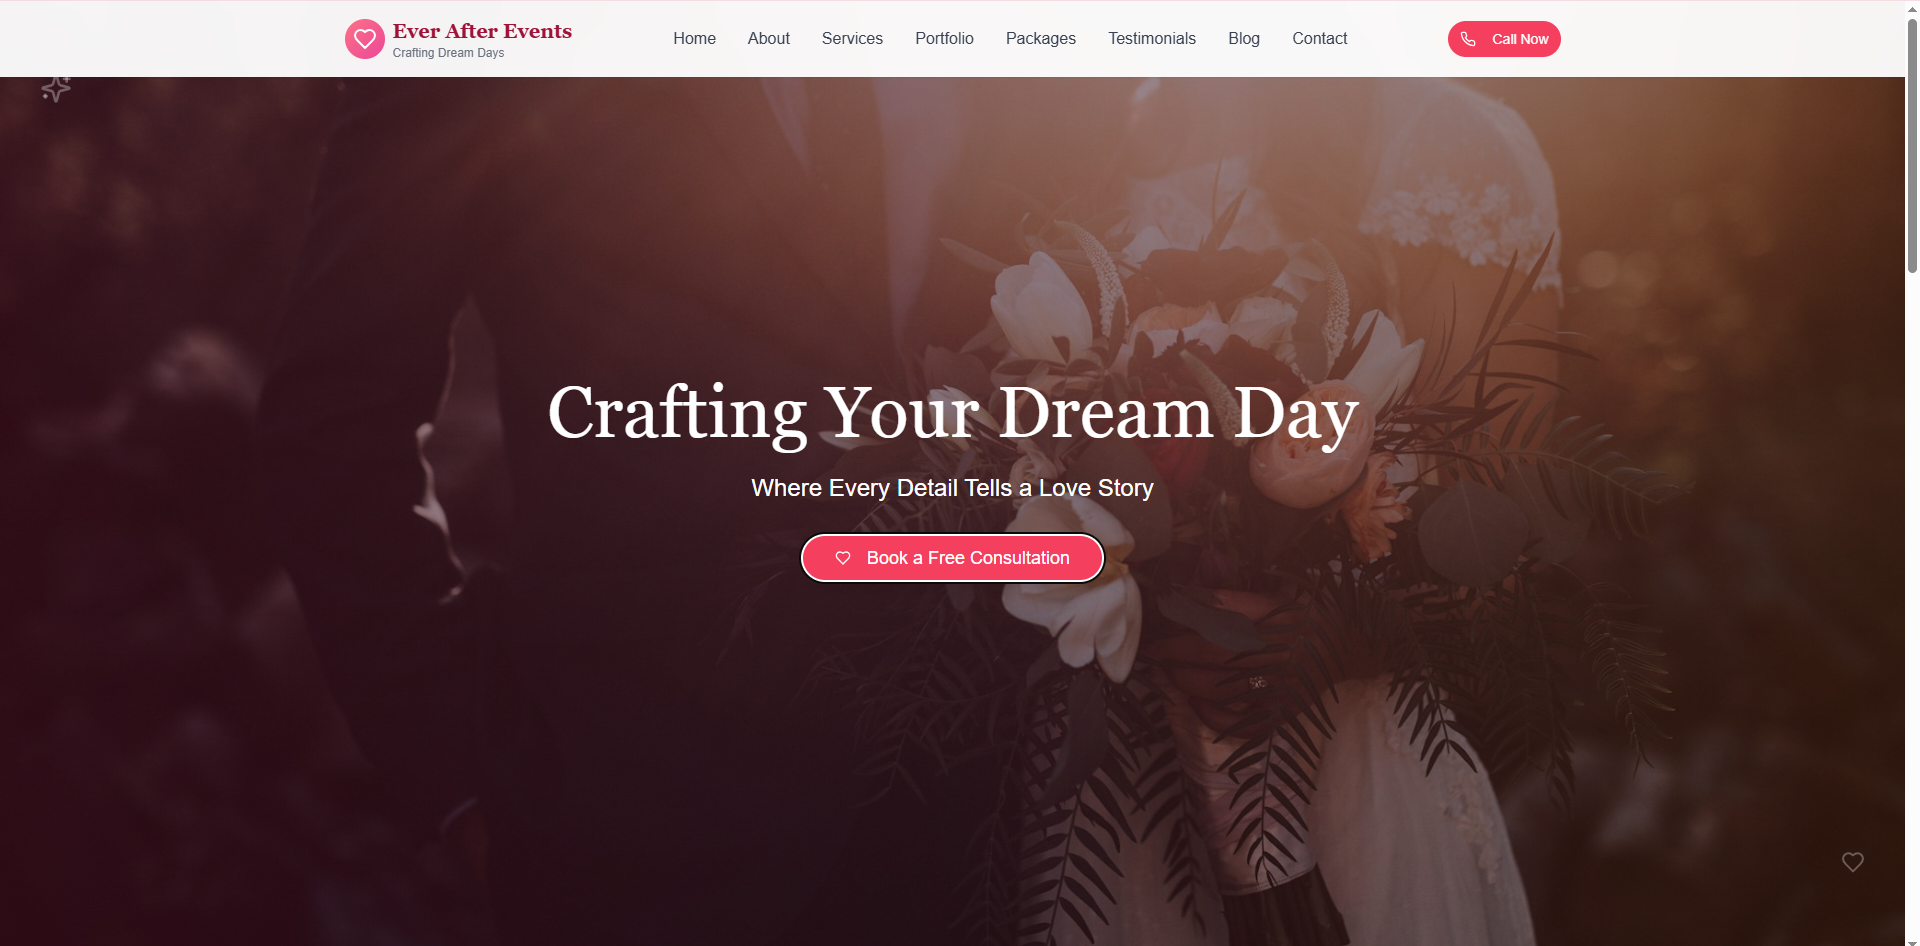 Ever After Events
Crafting Dream Days
Home About Services Portfolio Packages Testimonials Blog Contact
Call Now
Crafting Your Dream Day
Where Every Detail Tells a Love Story
Book a Free Consultation